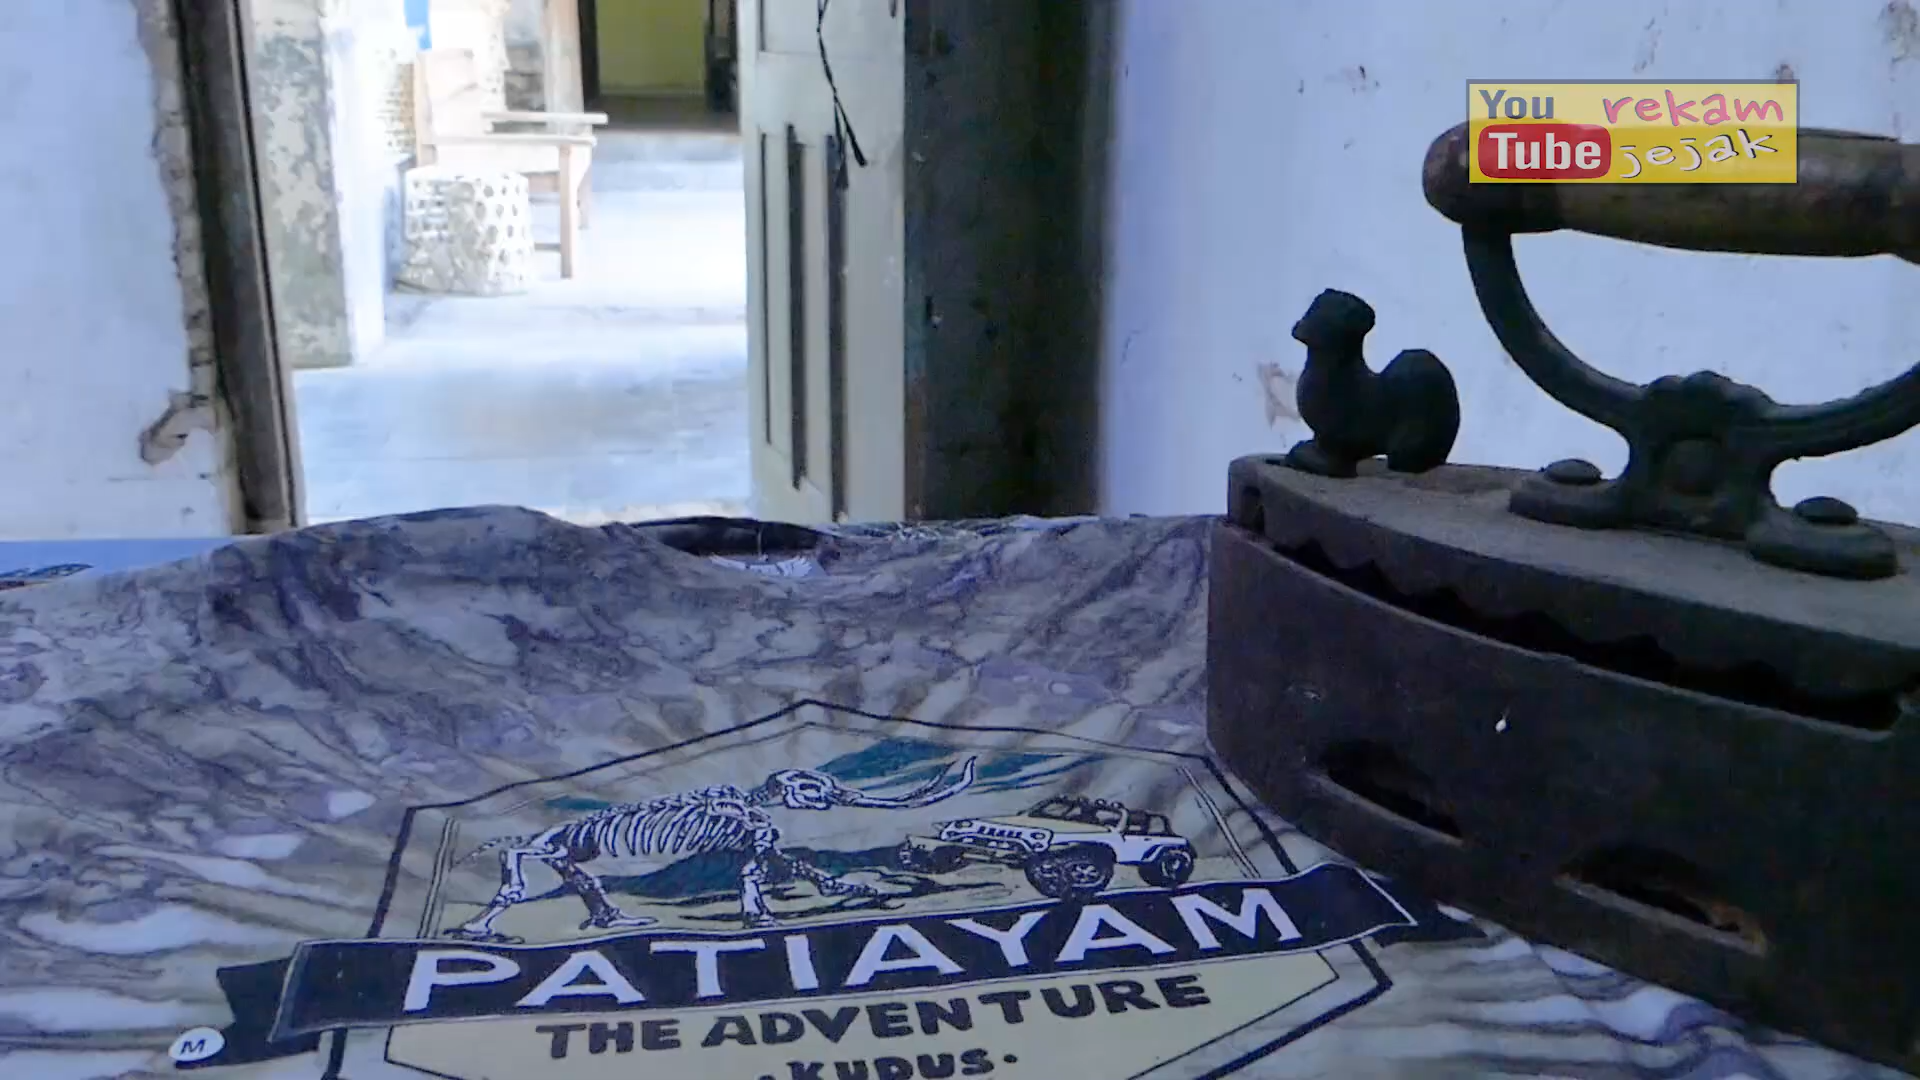 You rekam
Tube jejak
PATIAYAM
THE ADVENTURE
•KUDUS•
M